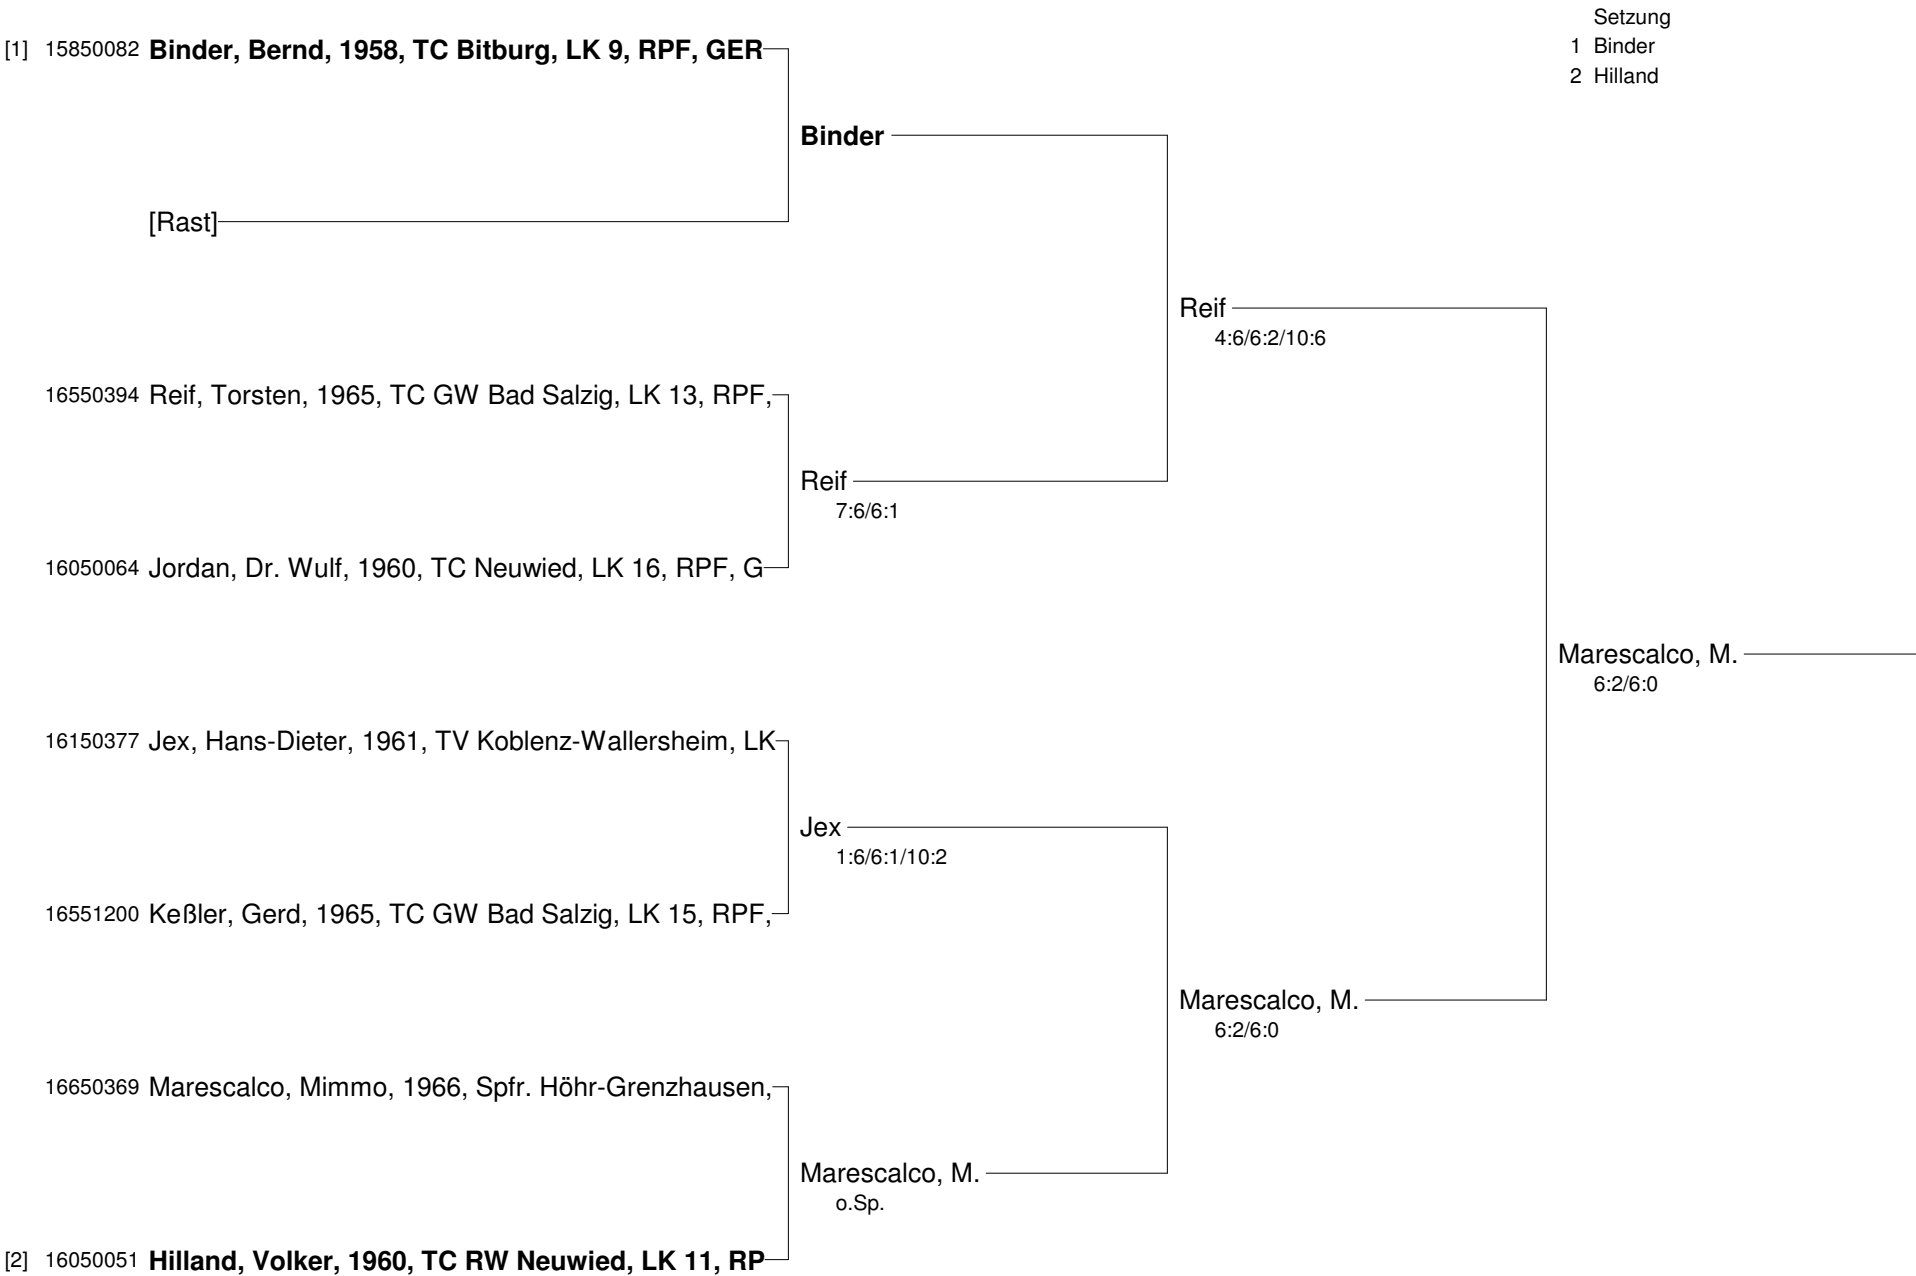 Setzung
1 Binder
2 Hilland
[1] 15850082 Binder, Bernd, 1958, TC Bitburg, LK 9, RPF, GER
Binder
[Rast]
Reif
4:6/6:2/10:6
16550394 Reif, Torsten, 1965, TC GW Bad Salzig, LK 13, RPF,
Reif
7:6/6:1
16050064 Jordan, Dr. Wulf, 1960, TC Neuwied, LK 16, RPF, G
Marescalco, M.
6:2/6:0
16150377 Jex, Hans-Dieter, 1961, TV Koblenz-Wallersheim, LK
Jex
1:6/6:1/10:2
16551200 Keßler, Gerd, 1965, TC GW Bad Salzig, LK 15, RPF,
Marescalco, M.
6:2/6:0
16650369 Marescalco, Mimmo, 1966, Spfr. Höhr-Grenzhausen,
Marescalco, M.
o.Sp.
[2] 16050051 Hilland, Volker, 1960, TC RW Neuwied, LK 11, RP